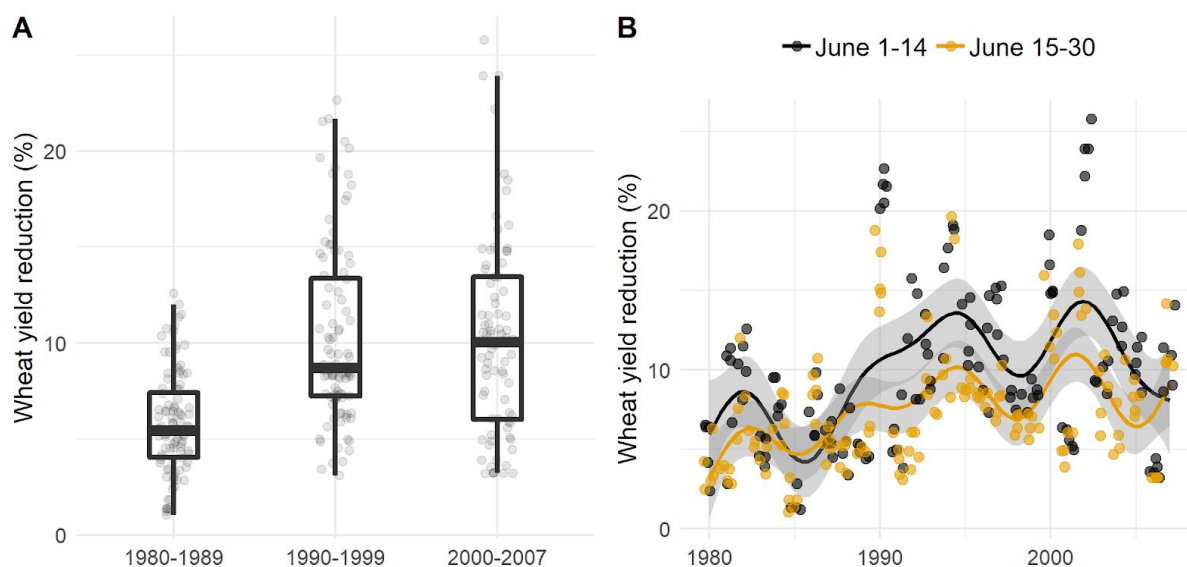 A
Wheat yield reduction (%)
20
10
0
1980-1989
1990-1999
2000-2007
B
June 1-14
June 15-30
Wheat yield reduction (%)
20
10
0
1980
1990
2000